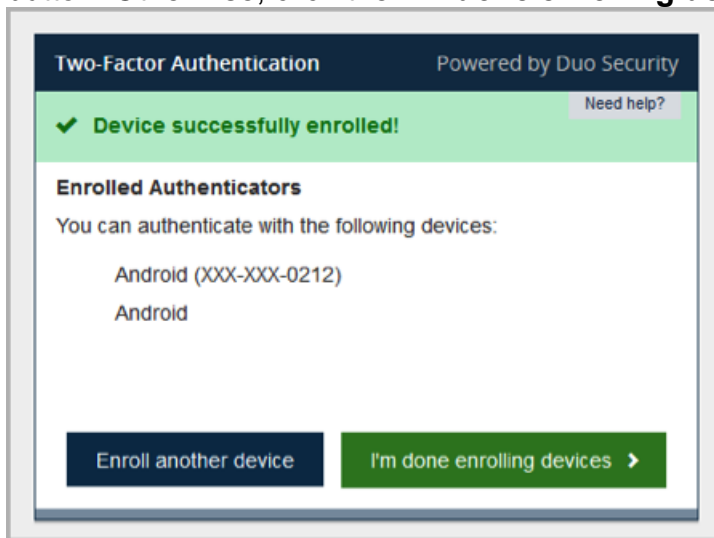 Two-Factor Authentication Powered by Duo Security
Need help?
✔ Device successfully enrolled!
Enrolled Authenticators
You can authenticate with the following devices:
Android (XXX-XXX-0212)
Android
Enroll another device I'm done enrolling devices